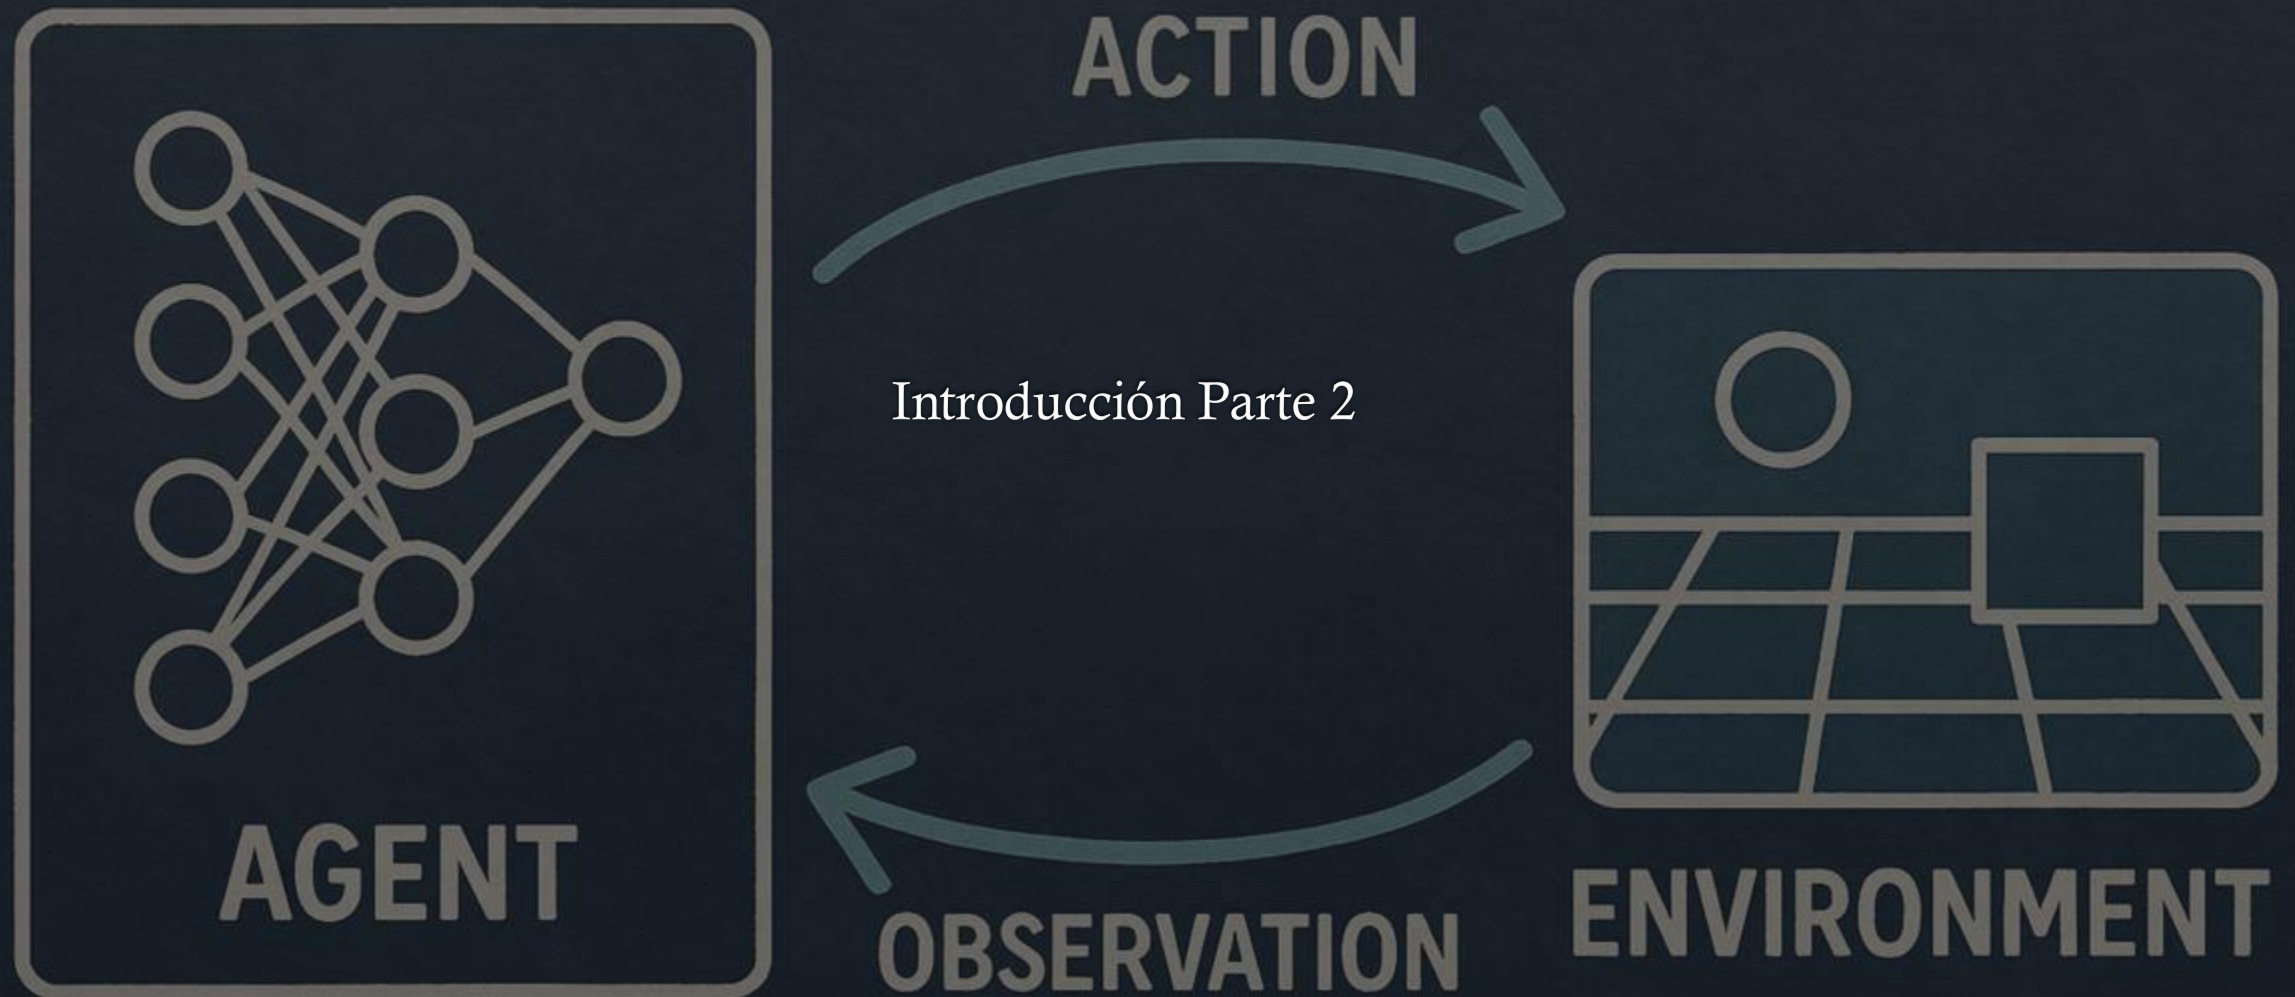 ACTION
Introducción Parte 2
AGENT
OBSERVATION
ENVIRONMENT